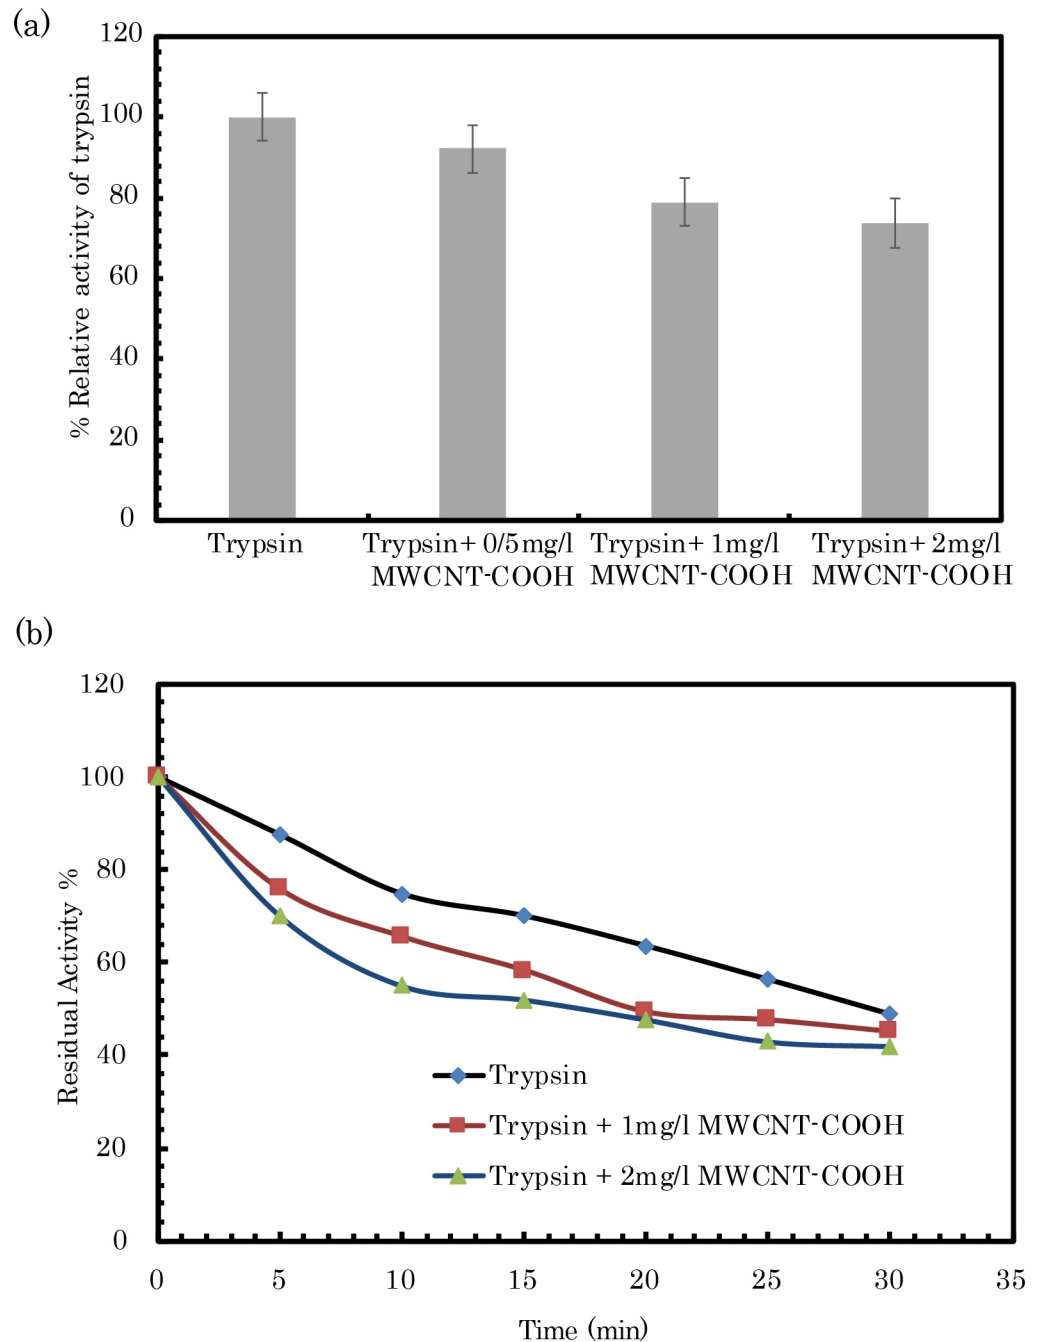 (a)
120
100
80
60
40
20
0
% Relative activity of trypsin
Trypsin
Trypsin+ 0/5mg/l
MWCNT-COOH
Trypsin+ 1mg/l
MWCNT-COOH
Trypsin+ 2mg/l
MWCNT-COOH
(b)
120
100
80
60
40
20
0
Residual Activity %
Trypsin
Trypsin + 1mg/l MWCNT-COOH
Trypsin + 2mg/l MWCNT-COOH
0 5 10 15 20 25 30 35
Time (min)